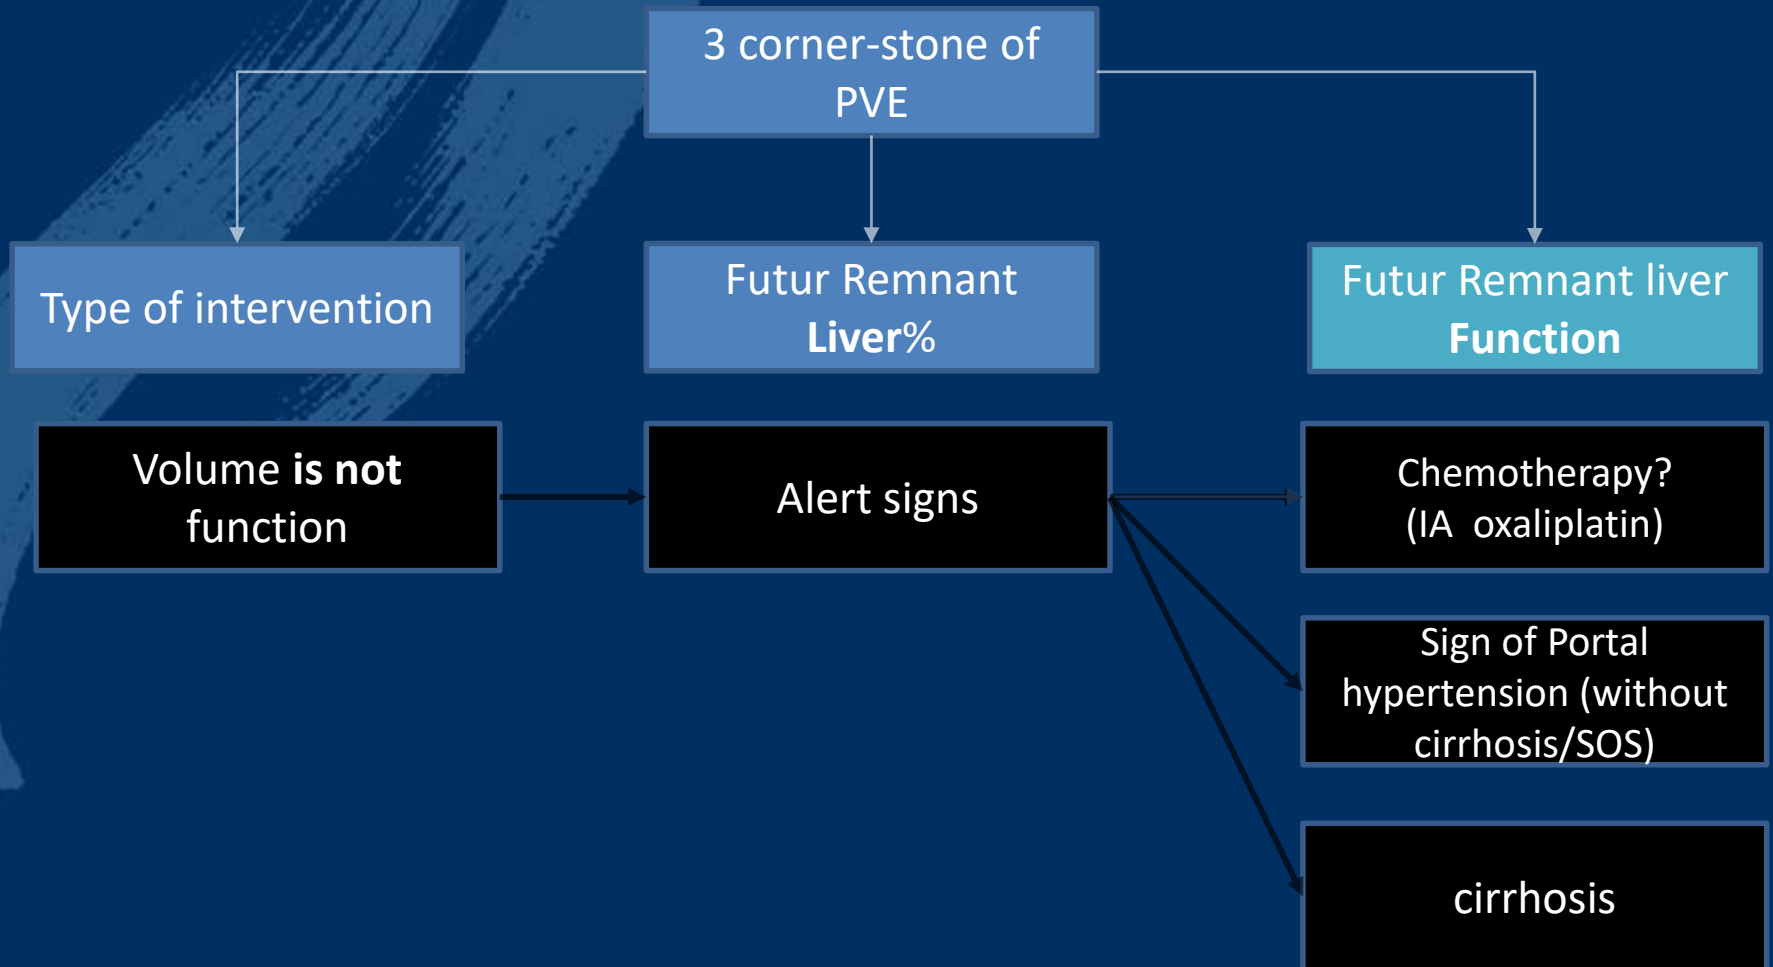 3 corner-stone of
PVE
Type of intervention
Futur Remnant
Liver%
Futur Remnant liver
Function
Volume is not
function
Alert signs
Chemotherapy?
(IA oxaliplatin)
Sign of Portal
hypertension (without
cirrhosis/SOS)
cirrhosis